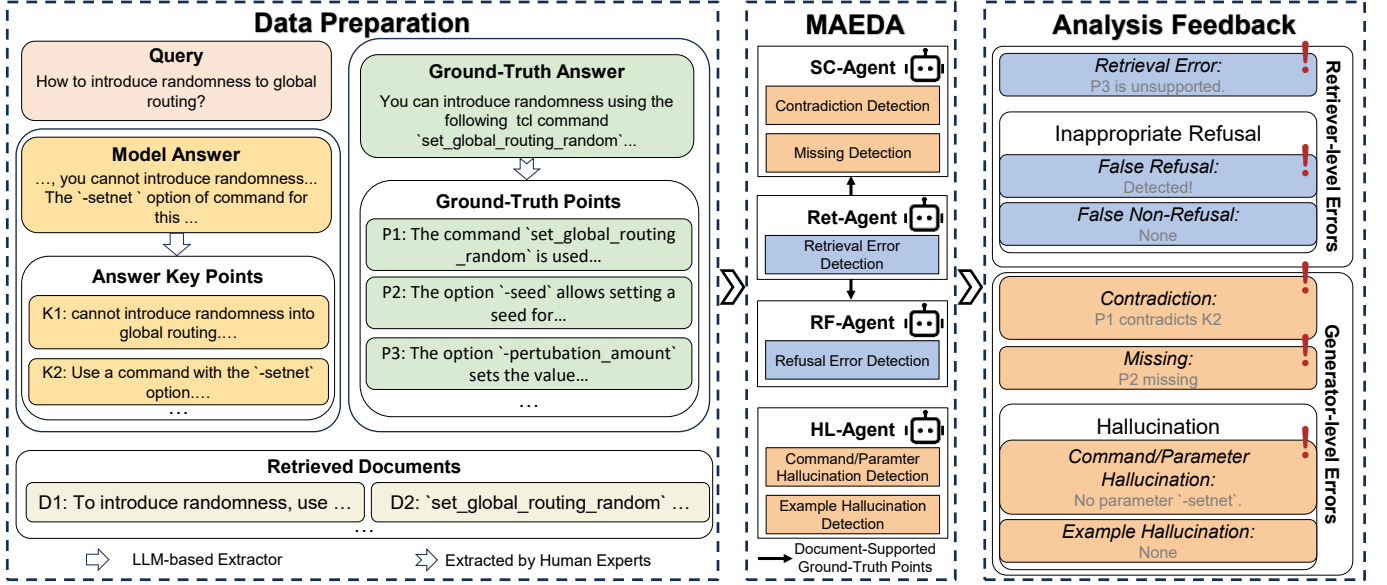 Data Preparation
Query
How to introduce randomness to global
routing?
Model Answer
…, you cannot introduce randomness...
The `-setnet ` option of command for
this ...
Answer Key Points
K1: cannot introduce randomness into
global routing.…
K2: Use a command with the `-setnet`
option.…
…
Ground-Truth Answer
You can introduce randomness using the
following tcl command
`set_global_routing_random`...
Ground-Truth Points
P1: The command `set_global_routing
_random` is used…
P2: The option `-seed` allows setting a
seed for…
P3: The option `-pertubation_amount`
sets the value…
…
Retrieved Documents
D1: To introduce randomness, use …
D2: `set_global_routing_random` …
…
LLM-based Extractor
Extracted by Human Experts
MAEDA
SC-Agent
Contradiction Detection
Missing Detection
Ret-Agent
Retrieval Error
Detection
RF-Agent
Refusal Error Detection
HL-Agent
Command/Paramter
Hallucination Detection
Example Hallucination
Detection
Document-Supported
Ground-Truth Points
Analysis Feedback
Retrieval Error:
P3 is unsupported.
!
Inappropriate Refusal
False Refusal:
Detected!
!
False Non-Refusal:
None
Retriever-level Errors
Contradiction:
P1 contradicts K2
!
Missing:
P2 missing
!
Hallucination
Command/Parameter
Hallucination:
No parameter `-setnet`.
!
Example Hallucination:
None
Generator-level Errors